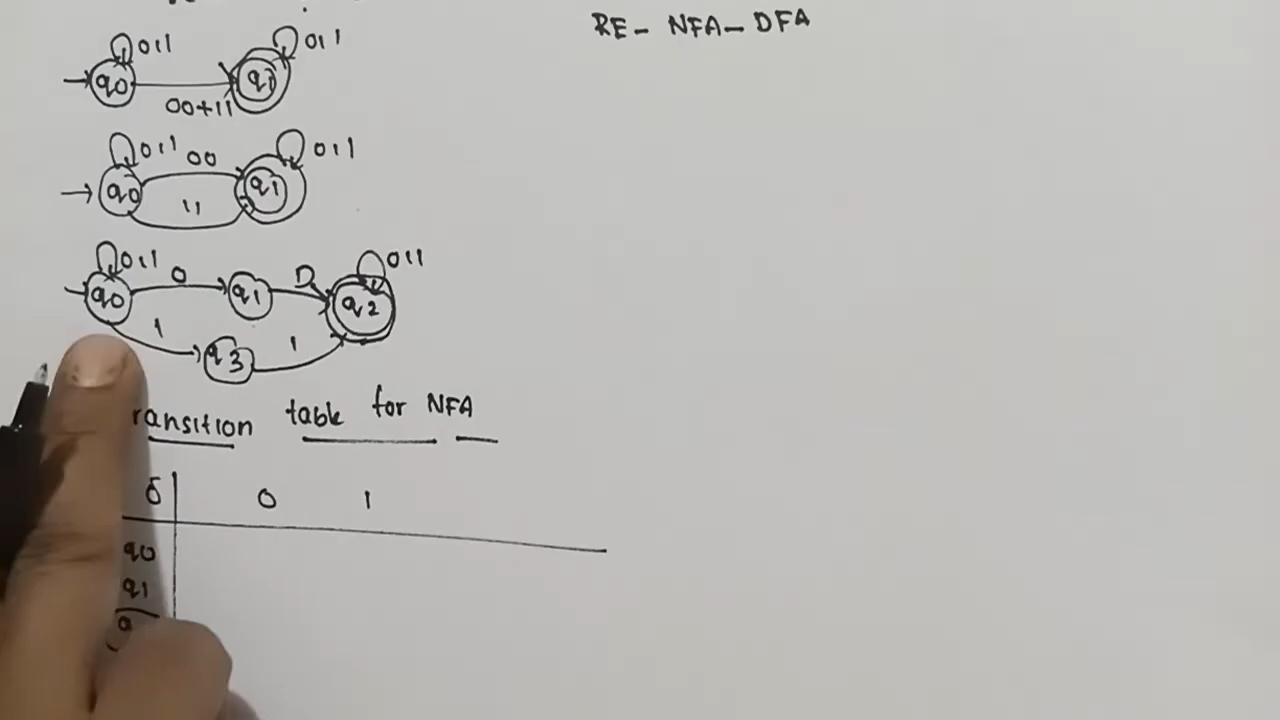 RE - NFA - DFA
0,1 0,1
q0 q1
00+11
0,1 00 0,1
q0 q1
11
0,1 0 0 0,1
q0 q1 q2
1 1
q3
ransition table for NFA
δ 0 1
q0
q1